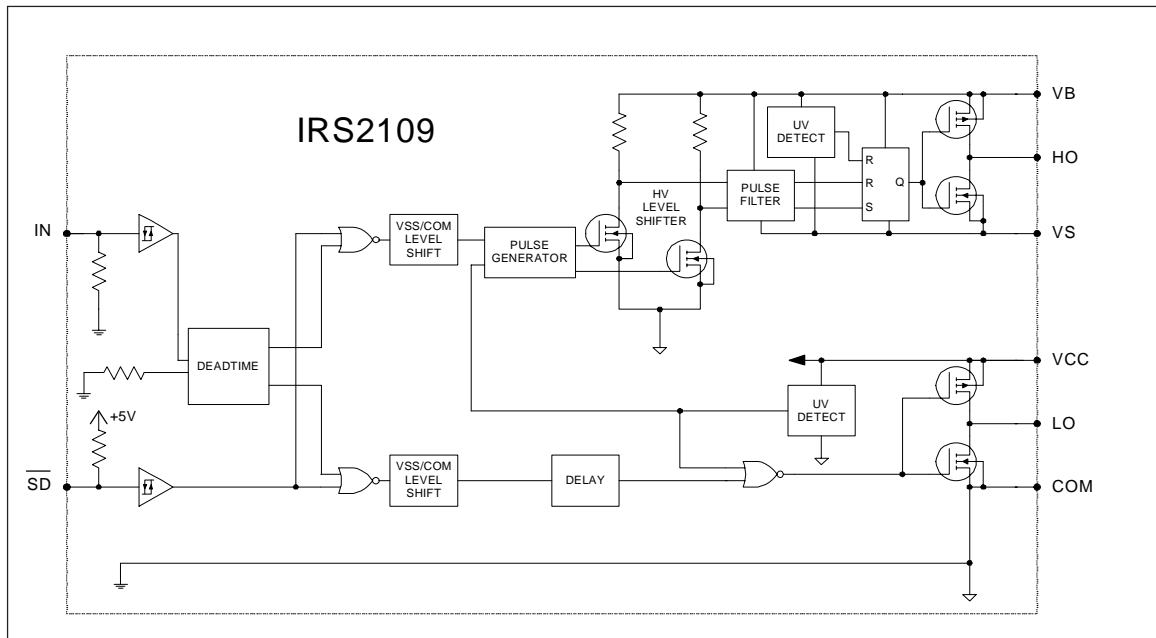 IRS2109
VB
UV
DETECT
R
R
S
Q
HO
PULSE
FILTER
HV
LEVEL
SHIFTER
VS
IN
VSS/COM
LEVEL
SHIFT
PULSE
GENERATOR
DEADTIME
+5V
VCC
UV
DETECT
LO
SD
VSS/COM
LEVEL
SHIFT
DELAY
COM